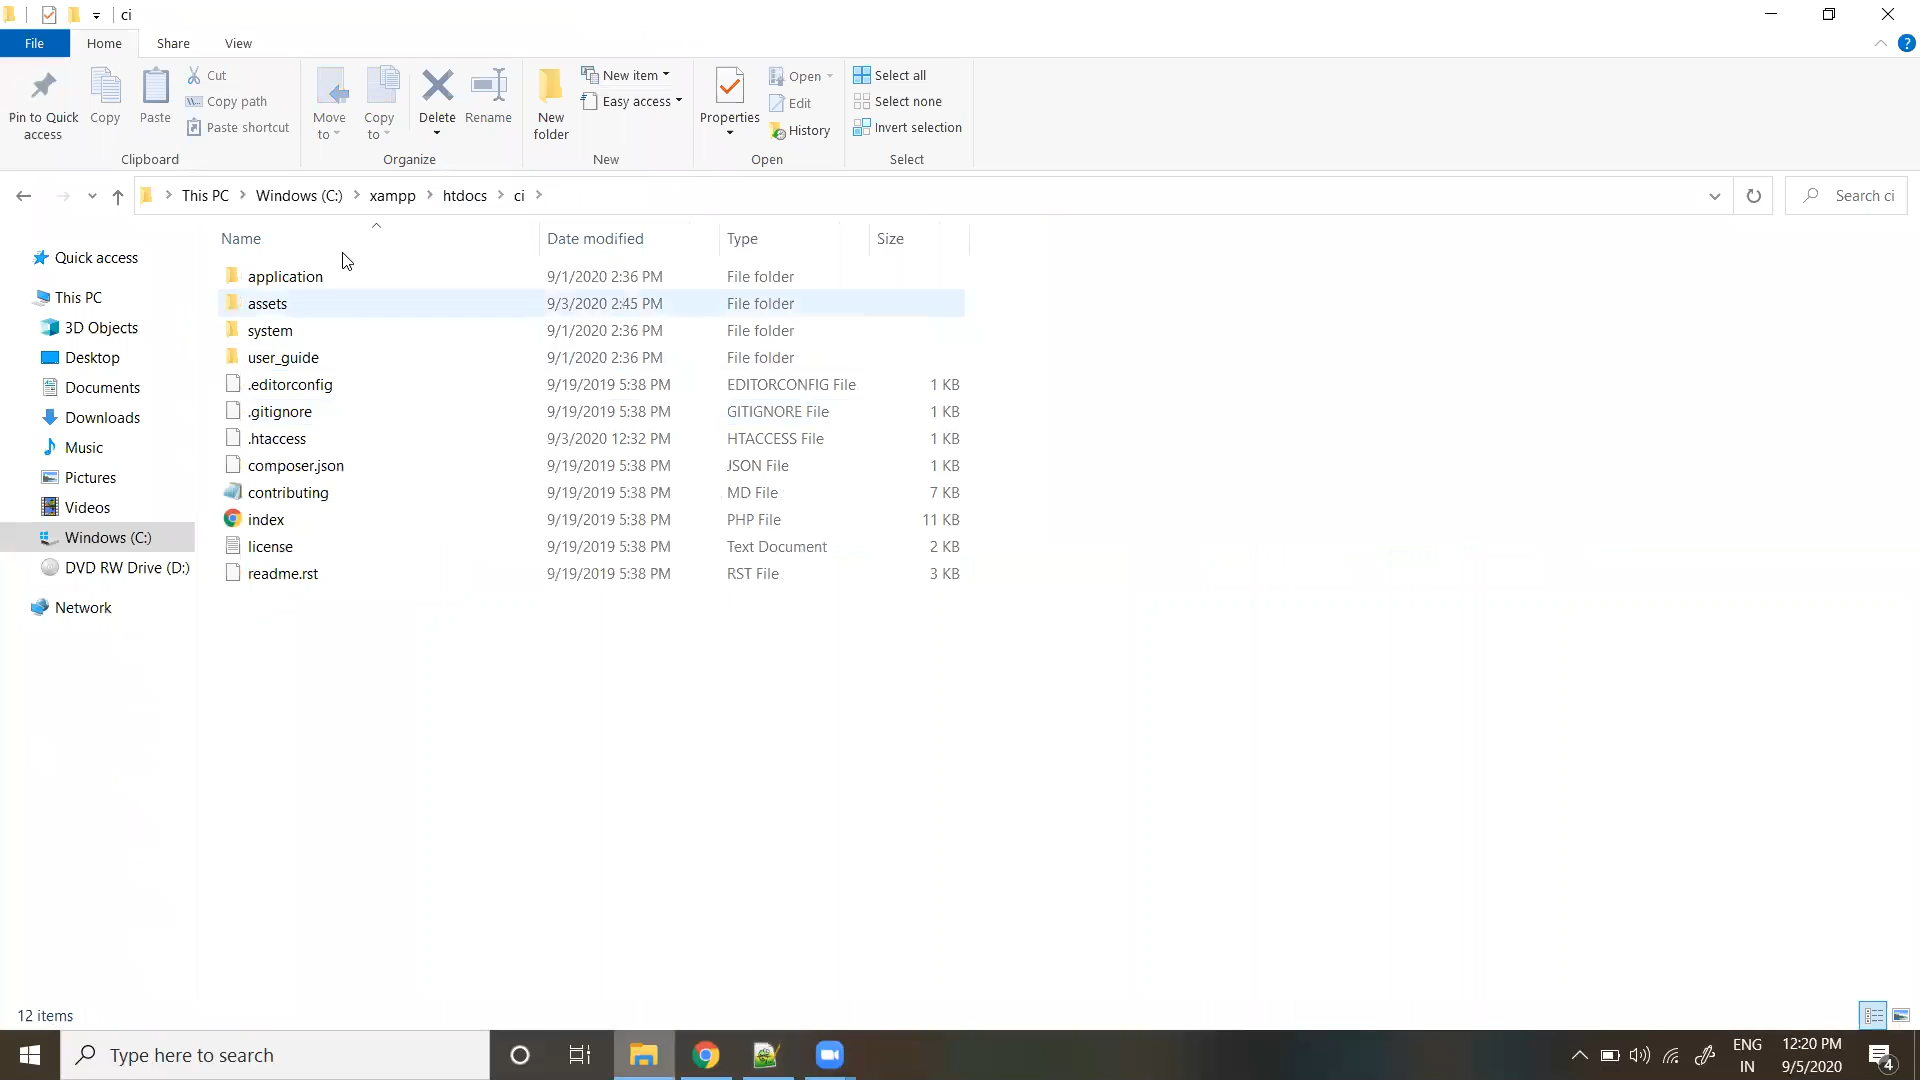 ci
File Home Share View
Pin to Quick access
Copy
Paste
Cut
Copy path
Paste shortcut
Clipboard
Move to
Copy to
Delete
Rename
Organize
New folder
New item
Easy access
New
Properties
Open
Edit
History
Open
Select all
Select none
Invert selection
Select
This PC Windows (C:) xampp htdocs ci
Search ci
Quick access
This PC
3D Objects
Desktop
Documents
Downloads
Music
Pictures
Videos
Windows (C:)
DVD RW Drive (D:)
Network
Name Date modified Type Size
application 9/1/2020 2:36 PM File folder
assets 9/3/2020 2:45 PM File folder
system 9/1/2020 2:36 PM File folder
user_guide 9/1/2020 2:36 PM File folder
.editorconfig 9/19/2019 5:38 PM EDITORCONFIG File 1 KB
.gitignore 9/19/2019 5:38 PM GITIGNORE File 1 KB
.htaccess 9/3/2020 12:32 PM HTACCESS File 1 KB
composer.json 9/19/2019 5:38 PM JSON File 1 KB
contributing 9/19/2019 5:38 PM MD File 7 KB
index 9/19/2019 5:38 PM PHP File 11 KB
license 9/19/2019 5:38 PM Text Document 2 KB
readme.rst 9/19/2019 5:38 PM RST File 3 KB
12 items
Type here to search
ENG
IN
12:20 PM
9/5/2020
4